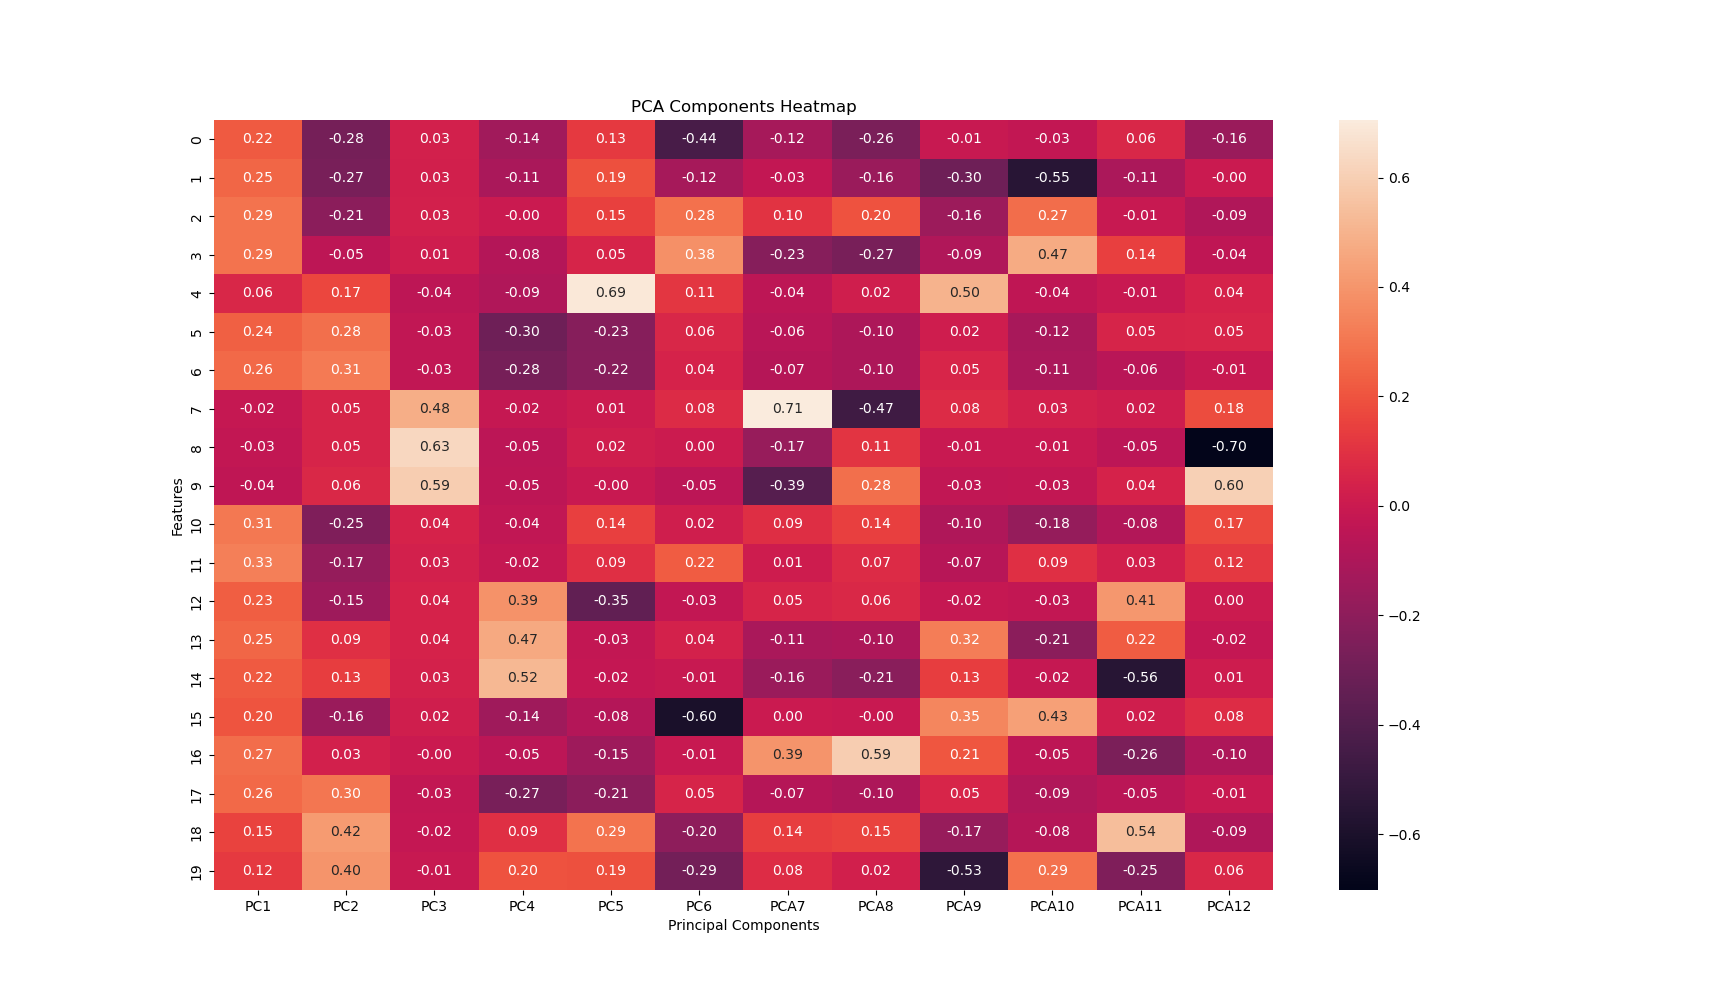 PCA Components Heatmap
0 0.22 -0.28 0.03 -0.14 0.13 -0.44 -0.12 -0.26 -0.01 -0.03 0.06 -0.16
1 0.25 -0.27 0.03 -0.11 0.19 -0.12 -0.03 -0.16 -0.30 -0.55 -0.11 -0.00
2 0.29 -0.21 0.03 -0.00 0.15 0.28 0.10 0.20 -0.16 0.27 -0.01 -0.09
3 0.29 -0.05 0.01 -0.08 0.05 0.38 -0.23 -0.27 -0.09 0.47 0.14 -0.04
4 0.06 0.17 -0.04 -0.09 0.69 0.11 -0.04 0.02 0.50 -0.04 -0.01 0.04
5 0.24 0.28 -0.03 -0.30 -0.23 0.06 -0.06 -0.10 0.02 -0.12 0.05 0.05
6 0.26 0.31 -0.03 -0.28 -0.22 0.04 -0.07 -0.10 0.05 -0.11 -0.06 -0.01
7 -0.02 0.05 0.48 -0.02 0.01 0.08 0.71 -0.47 0.08 0.03 0.02 0.18
8 -0.03 0.05 0.63 -0.05 0.02 0.00 -0.17 0.11 -0.01 -0.01 -0.05 -0.70
9 -0.04 0.06 0.59 -0.05 -0.00 -0.05 -0.39 0.28 -0.03 -0.03 0.04 0.60
10 0.31 -0.25 0.04 -0.04 0.14 0.02 0.09 0.14 -0.10 -0.18 -0.08 0.17
11 0.33 -0.17 0.03 -0.02 0.09 0.22 0.01 0.07 -0.07 0.09 0.03 0.12
12 0.23 -0.15 0.04 0.39 -0.35 -0.03 0.05 0.06 -0.02 -0.03 0.41 0.00
13 0.25 0.09 0.04 0.47 -0.03 0.04 -0.11 -0.10 0.32 -0.21 0.22 -0.02
14 0.22 0.13 0.03 0.52 -0.02 -0.01 -0.16 -0.21 0.13 -0.02 -0.56 0.01
15 0.20 -0.16 0.02 -0.14 -0.08 -0.60 0.00 -0.00 0.35 0.43 0.02 0.08
16 0.27 0.03 -0.00 -0.05 -0.15 -0.01 0.39 0.59 0.21 -0.05 -0.26 -0.10
17 0.26 0.30 -0.03 -0.27 -0.21 0.05 -0.07 -0.10 0.05 -0.09 -0.05 -0.01
18 0.15 0.42 -0.02 0.09 0.29 -0.20 0.14 0.15 -0.17 -0.08 0.54 -0.09
19 0.12 0.40 -0.01 0.20 0.19 -0.29 0.08 0.02 -0.53 0.29 -0.25 0.06
Features
PC1 PC2 PC3 PC4 PC5 PC6 PCA7 PCA8 PCA9 PCA10 PCA11 PCA12
Principal Components
0.6
0.4
0.2
0.0
−0.2
−0.4
−0.6